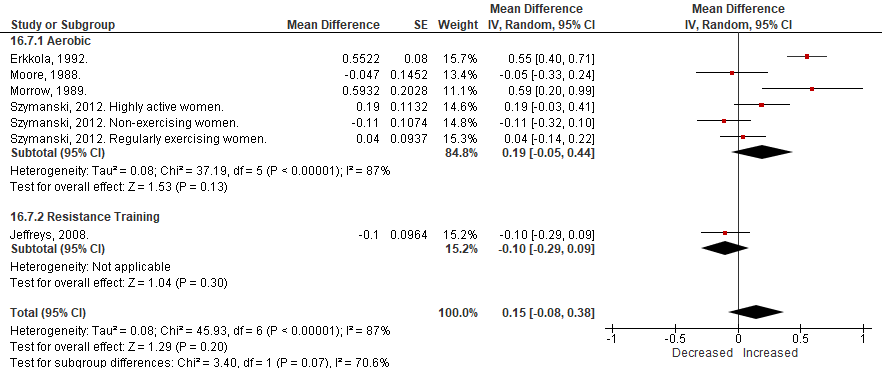 Mean Difference Mean Difference
Study or Subgroup Mean Difference SE Weight IV, Random, 95% CI IV, Random, 95% CI
16.7.1 Aerobic
Erkkola, 1992. 0.5522 0.08 15.7% 0.55 [0.40, 0.71]
Moore, 1988. -0.047 0.1452 13.4% -0.05 [-0.33, 0.24]
Morrow, 1989. 0.5932 0.2028 11.1% 0.59 [0.20, 0.99]
Szymanski, 2012. Highly active women. 0.19 0.1132 14.6% 0.19 [-0.03, 0.41]
Szymanski, 2012. Non-exercising women. -0.11 0.1074 14.8% -0.11 [-0.32, 0.10]
Szymanski, 2012. Regularly exercising women. 0.04 0.0937 15.3% 0.04 [-0.14, 0.22]
Subtotal (95% CI) 84.8% 0.19 [-0.05, 0.44]
Heterogeneity: Tau² = 0.08; Chi² = 37.19, df = 5 (P < 0.00001); I² = 87%
Test for overall effect: Z = 1.53 (P = 0.13)
16.7.2 Resistance Training
Jeffreys, 2008. -0.1 0.0964 15.2% -0.10 [-0.29, 0.09]
Subtotal (95% CI) 15.2% -0.10 [-0.29, 0.09]
Heterogeneity: Not applicable
Test for overall effect: Z = 1.04 (P = 0.30)
Total (95% CI) 100.0% 0.15 [-0.08, 0.38]
Heterogeneity: Tau² = 0.08; Chi² = 45.93, df = 6 (P < 0.00001); I² = 87%
Test for overall effect: Z = 1.29 (P = 0.20)
Test for subgroup differences: Chi² = 3.40, df = 1 (P = 0.07), I² = 70.6%
-1 -0.5 0 0.5 1
Decreased Increased